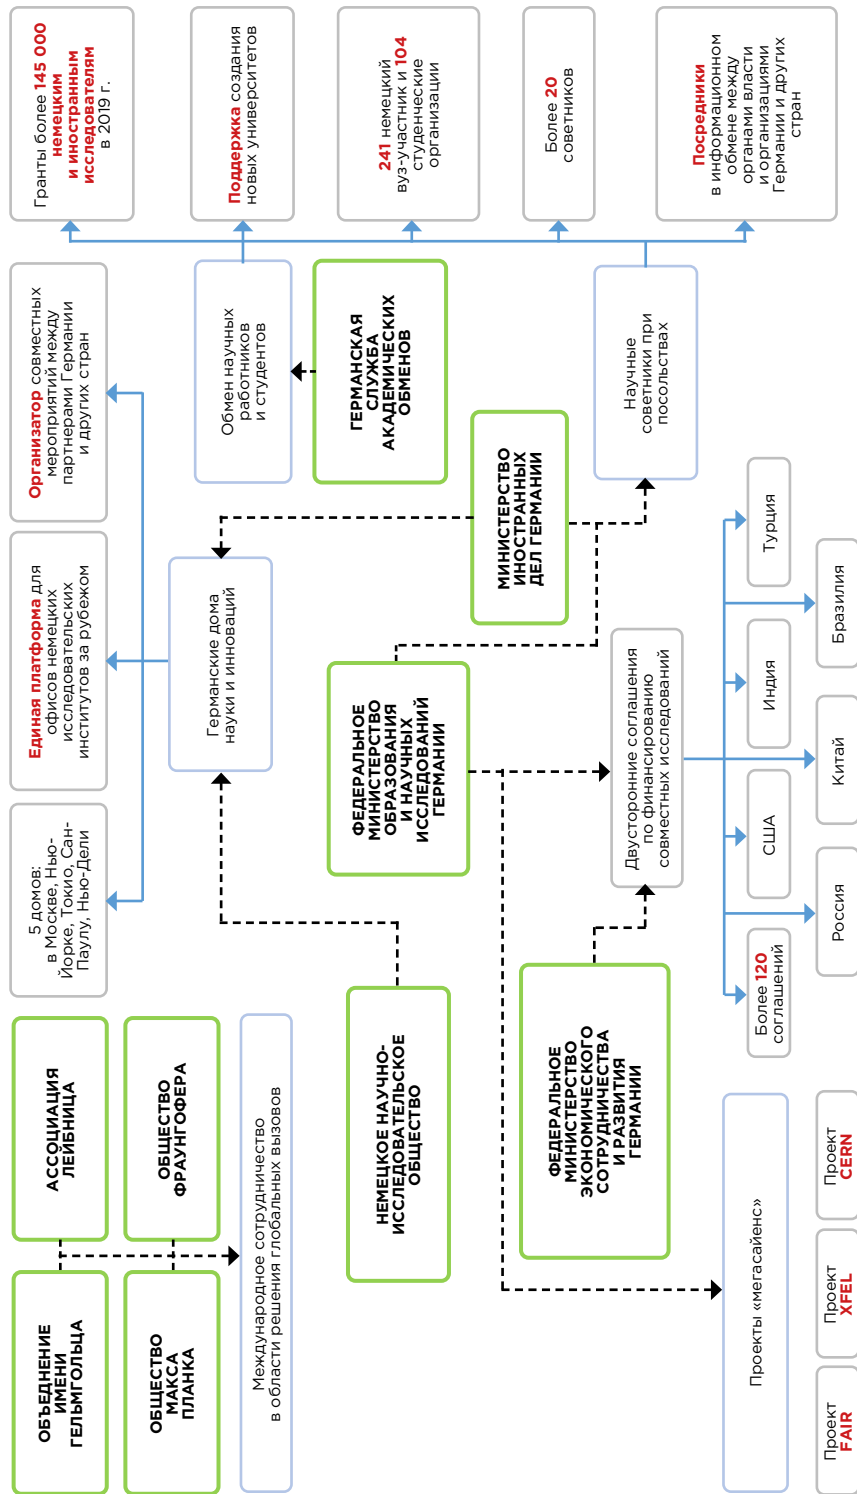 ОБЪЕДНЕНИЕ
ИМЕНИ
ГЕЛЬМГОЛЬЦА
АССОЦИАЦИЯ
ЛЕЙБНИЦА
ОБЩЕСТВО
МАКСА
ПЛАНКА
ОБЩЕСТВО
ФРАУНГОФЕРА
Международное сотрудничество
в области решения глобальных вызовов
5 домов:
в Москве, Нью-
Йорке, Токио, Сан-
Паулу, Нью-Дели
Единая платформа для
офисов немецких
исследовательских
институтов за рубежом
Организатор совместных
мероприятий между
партнерами Германии
и других стран
Гранты более 145 000
немецким
и иностранным
исследователям
в 2019 г.
Германские дома
науки и инноваций
Обмен научных
работников
и студентов
Поддержка создания
новых университетов
НЕМЕЦКОЕ НАУЧНО-
ИССЛЕДОВАТЕЛЬСКОЕ
ОБЩЕСТВО
ФЕДЕРАЛЬНОЕ
МИНИСТЕРСТВО
ОБРАЗОВАНИЯ
И НАУЧНЫХ
ИССЛЕДОВАНИЙ
ГЕРМАНИИ
ГЕРМАНСКАЯ
СЛУЖБА
АКАДЕМИЧЕСКИХ
ОБМЕНОВ
241 немецкий
вуз-участник и 104
студенческие
организации
МИНИСТЕРСТВО
ИНОСТРАННЫХ
ДЕЛ ГЕРМАНИИ
Более 20
советников
ФЕДЕРАЛЬНОЕ
МИНИСТЕРСТВО
ЭКОНОМИЧЕСКОГО
СОТРУДНИЧЕСТВА
И РАЗВИТИЯ
ГЕРМАНИИ
Двусторонние соглашения
по финансированию
совместных исследований
Научные
советники при
посольствах
Посредники
в информационном
обмене между
органами власти
и организациями
Германии и других
стран
Проекты «мегасайенс»
Более 120
соглашений
США
Индия
Турция
Проект
FAIR
Проект
XFEL
Проект
CERN
Россия
Китай
Бразилия